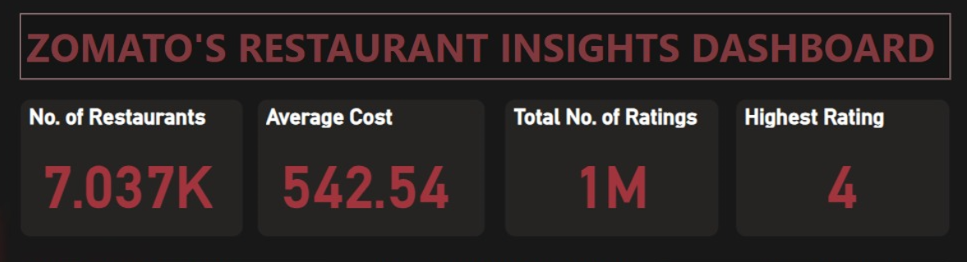 ZOMATO'S RESTAURANT INSIGHTS DASHBOARD
No. of Restaurants
7.037K
Average Cost
542.54
Total No. of Ratings
1M
Highest Rating
4